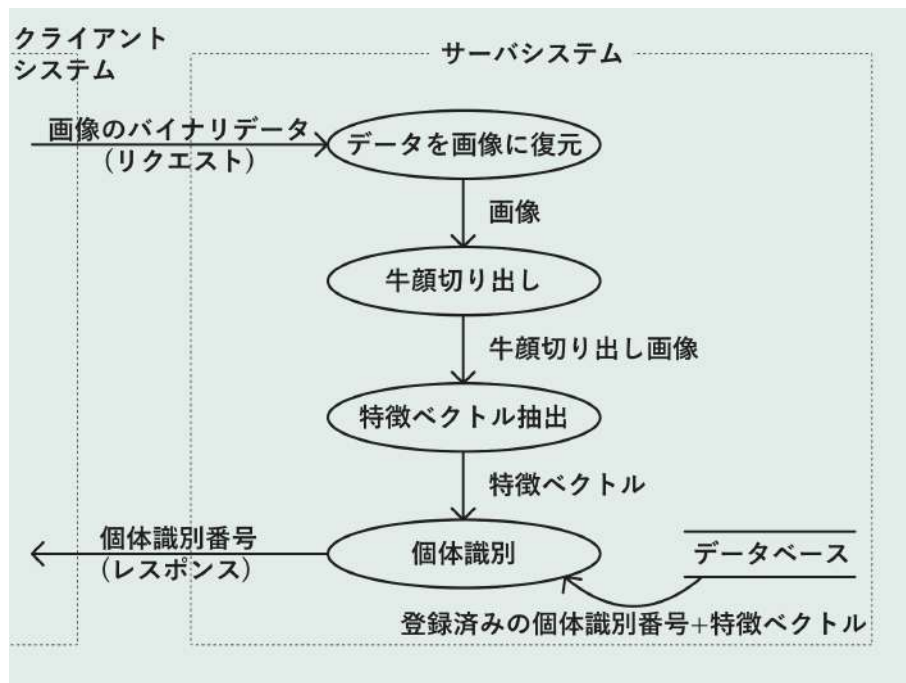 クライアント
システム
サーバシステム
画像のバイナリデータ
(リクエスト)
データを画像に復元
画像
牛顔切り出し
牛顔切り出し画像
特徴ベクトル抽出
特徴ベクトル
個体識別番号
(レスポンス)
個体識別
データベース
登録済みの個体識別番号+特徴ベクトル